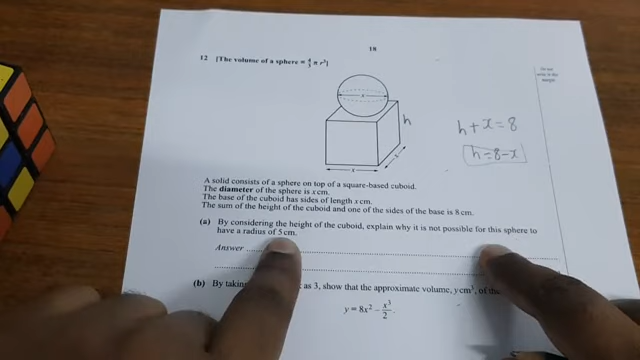 18
12 [The volume of a sphere = 4/3 π r³]
x
h
x
x
h + x = 8
h = 8 - x
A solid consists of a sphere on top of a square-based cuboid.
The diameter of the sphere is x cm.
The base of the cuboid has sides of length x cm.
The sum of the height of the cuboid and one of the sides of the base is 8 cm.
(a) By considering the height of the cuboid, explain why it is not possible for this sphere to
have a radius of 5 cm.
Answer
(b) By taking as 3, show that the approximate volume, y cm³, of the
y = 8x² - x³/2.